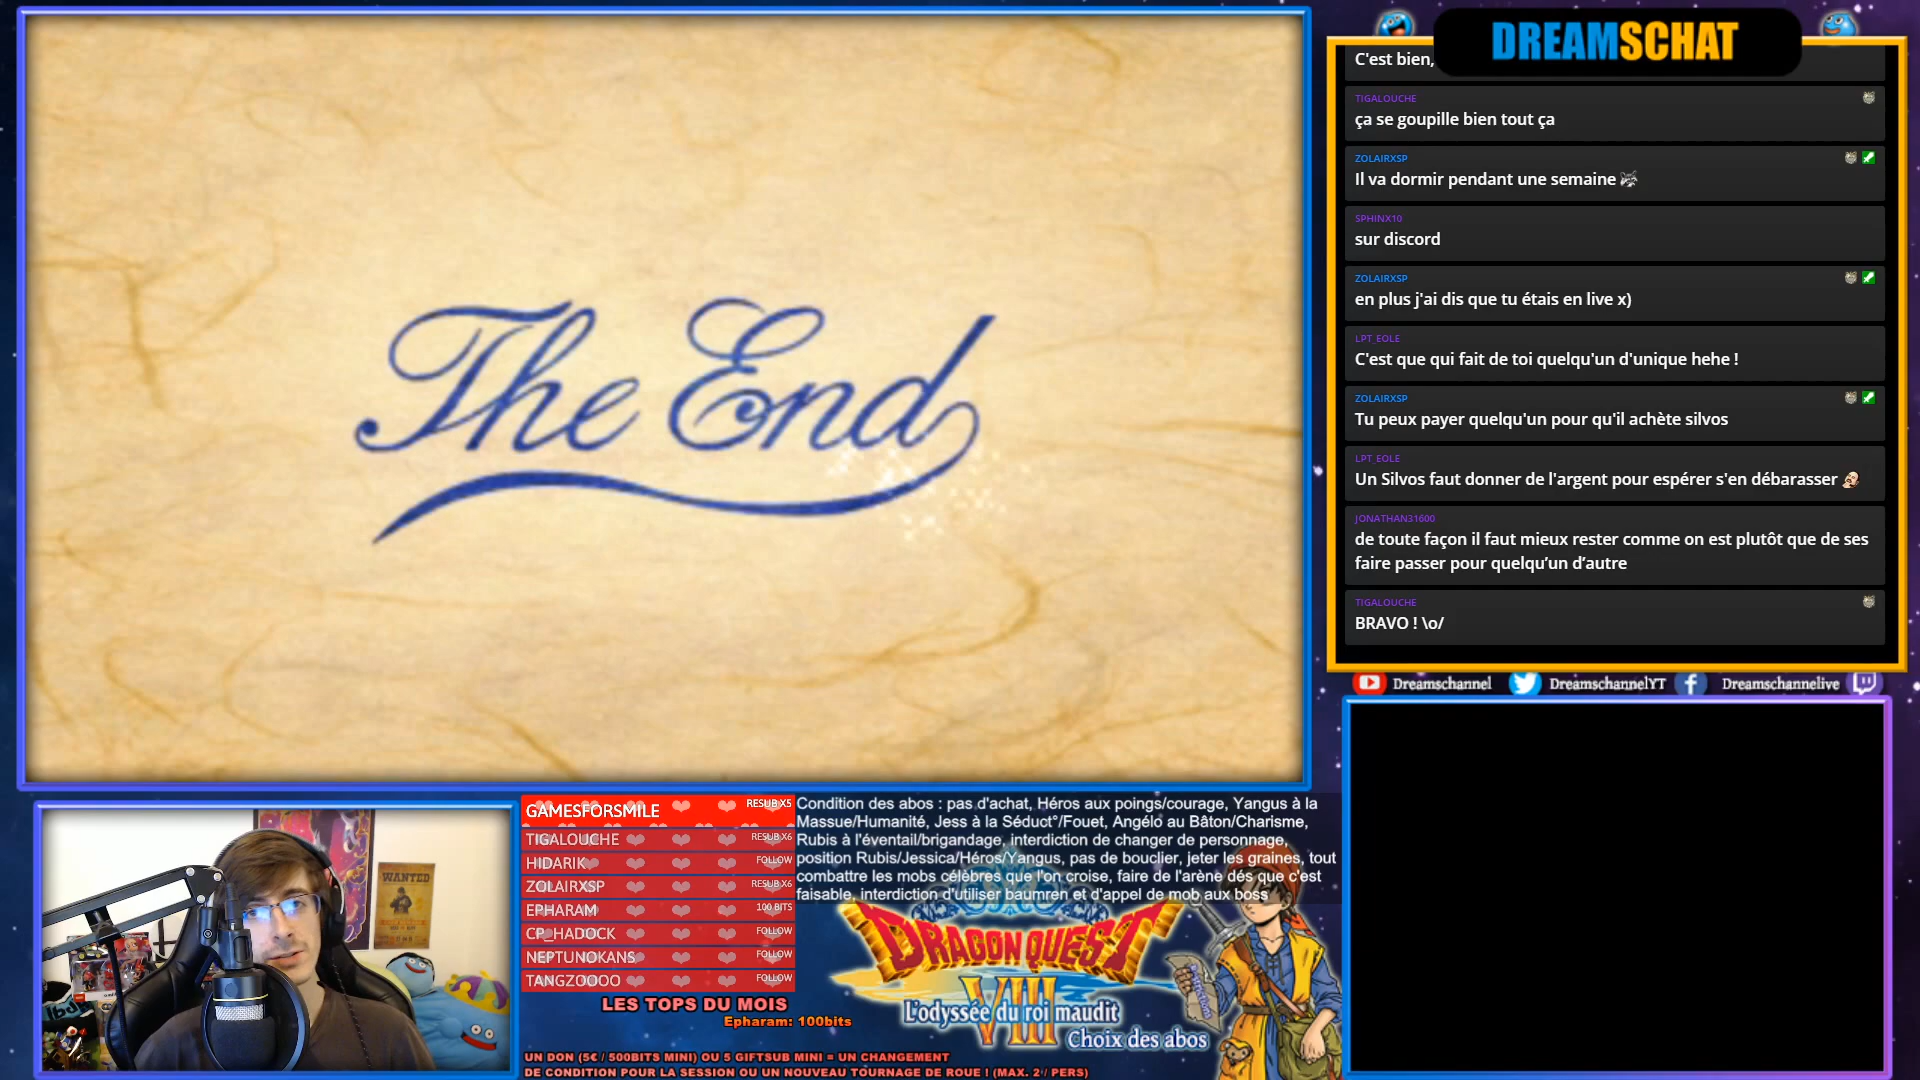 The End
DREAMSCHAT
C'est bien,
TIGALOUCHE
ça se goupille bien tout ça
ZOLAIRXSP
Il va dormir pendant une semaine
SPHINX10
sur discord
ZOLAIRXSP
en plus j'ai dis que tu étais en live x)
LPT_EOLE
C'est que qui fait de toi quelqu'un d'unique hehe !
ZOLAIRXSP
Tu peux payer quelqu'un pour qu'il achète silvos
LPT_EOLE
Un Silvos faut donner de l'argent pour espérer s'en débarasser
JONATHAN31600
de toute façon il faut mieux rester comme on est plutôt que de ses
faire passer pour quelqu’un d’autre
TIGALOUCHE
BRAVO ! \o/
Dreamschannel DreamschannelYT Dreamschannelive
WANTED
GAMESFORSMILE RESUB X5
TIGALOUCHE RESUB X6
HIDARIK FOLLOW
ZOLAIRXSP RESUB X6
EPHARAM 100 BITS
CP_HADOCK FOLLOW
NEPTUNOKANS FOLLOW
TANGZOOOO FOLLOW
LES TOPS DU MOIS
Epharam: 100bits
Condition des abos : pas d'achat, Héros aux poings/courage, Yangus à la
Massue/Humanité, Jess à la Séduct°/Fouet, Angélo au Bâton/Charisme,
Rubis à l'éventail/brigandage, interdiction de changer de personnage,
position Rubis/Jessica/Héros/Yangus, pas de bouclier, jeter les graines, tout
combattre les mobs célèbres que l'on croise, faire de l'arène dés que c'est
faisable, interdiction d'utiliser baumren et d'appel de mob aux boss
DRAGON QUEST
VIII
L'odyssée du roi maudit
Choix des abos
UN DON (5€ / 500BITS MINI) OU 5 GIFTSUB MINI = UN CHANGEMENT
DE CONDITION POUR LA SESSION OU UN NOUVEAU TOURNAGE DE ROUE ! (MAX. 2 / PERS)